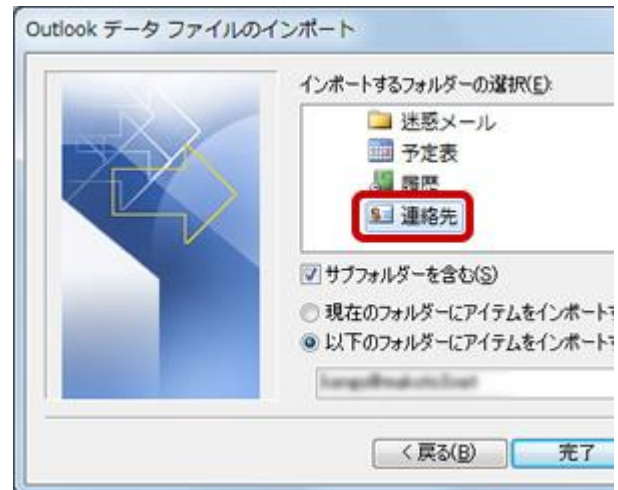 Outlook データ ファイルのインポート
インポートするフォルダーの選択(E):
迷惑メール
予定表
履歴
連絡先
サブフォルダーを含む(S)
現在のフォルダーにアイテムをインポートす
以下のフォルダーにアイテムをインポートす
< 戻る(B)
完了